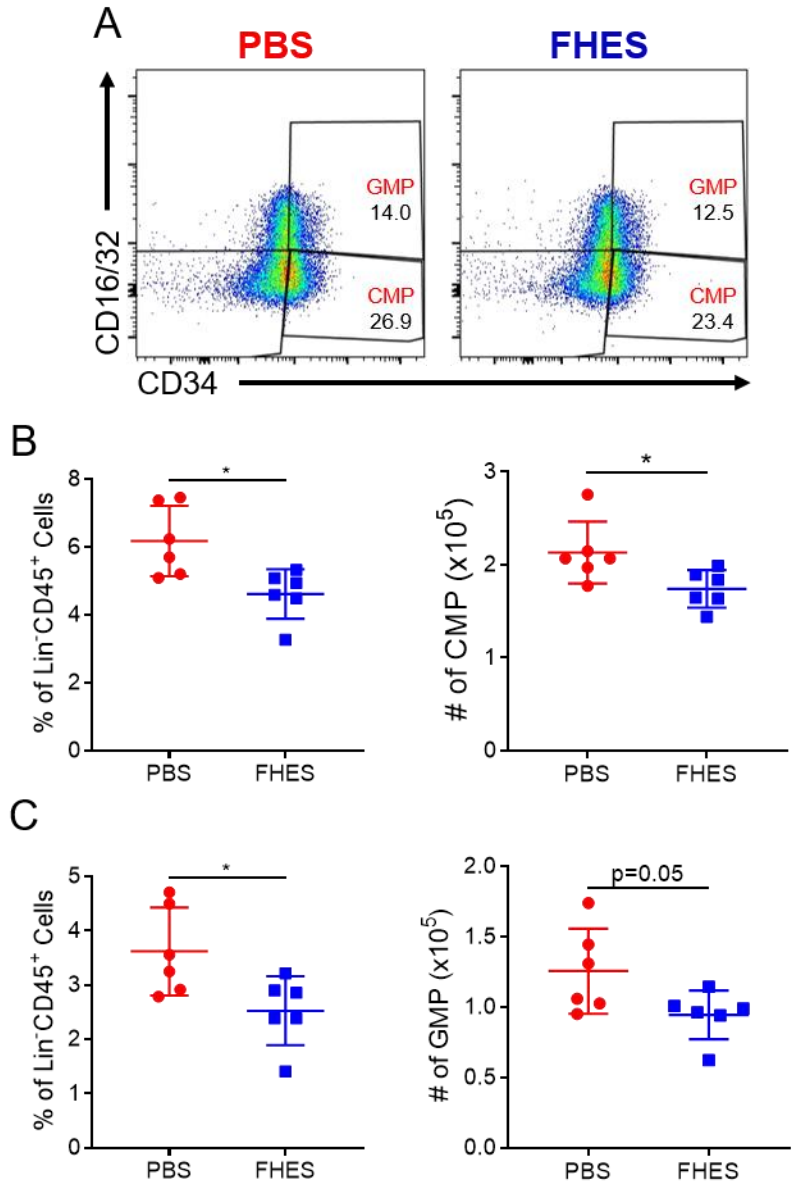 A
PBS
FHES
CD16/32
GMP
14.0
CMP
26.9
GMP
12.5
CMP
23.4
CD34
B
% of Lin⁻CD45⁺ Cells
8
6
4
2
0
*
PBS
FHES
# of CMP (x10⁵)
3
2
1
0
*
PBS
FHES
C
% of Lin⁻CD45⁺ Cells
5
4
3
2
1
0
*
PBS
FHES
# of GMP (x10⁵)
2.0
1.5
1.0
0.5
0.0
p=0.05
PBS
FHES